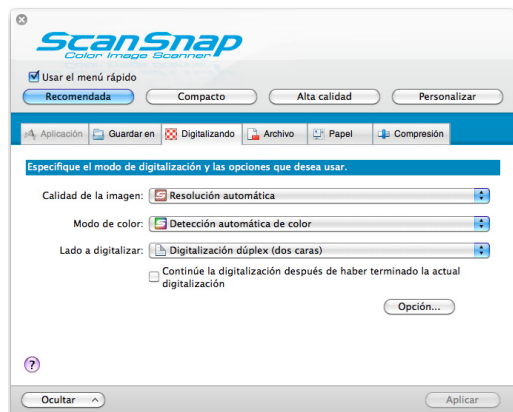 ScanSnap
Color Image Scanner
Usar el menú rápido
Recomendada Compacto Alta calidad Personalizar
Aplicación Guardar en Digitalizando Archivo Papel Compresión
Especifique el modo de digitalización y las opciones que desea usar.
Calidad de la imagen: Resolución automática
Modo de color: Detección automática de color
Lado a digitalizar: Digitalización dúplex (dos caras)
Continúe la digitalización después de haber terminado la actual
digitalización
Opción...
?
Ocultar Aplicar